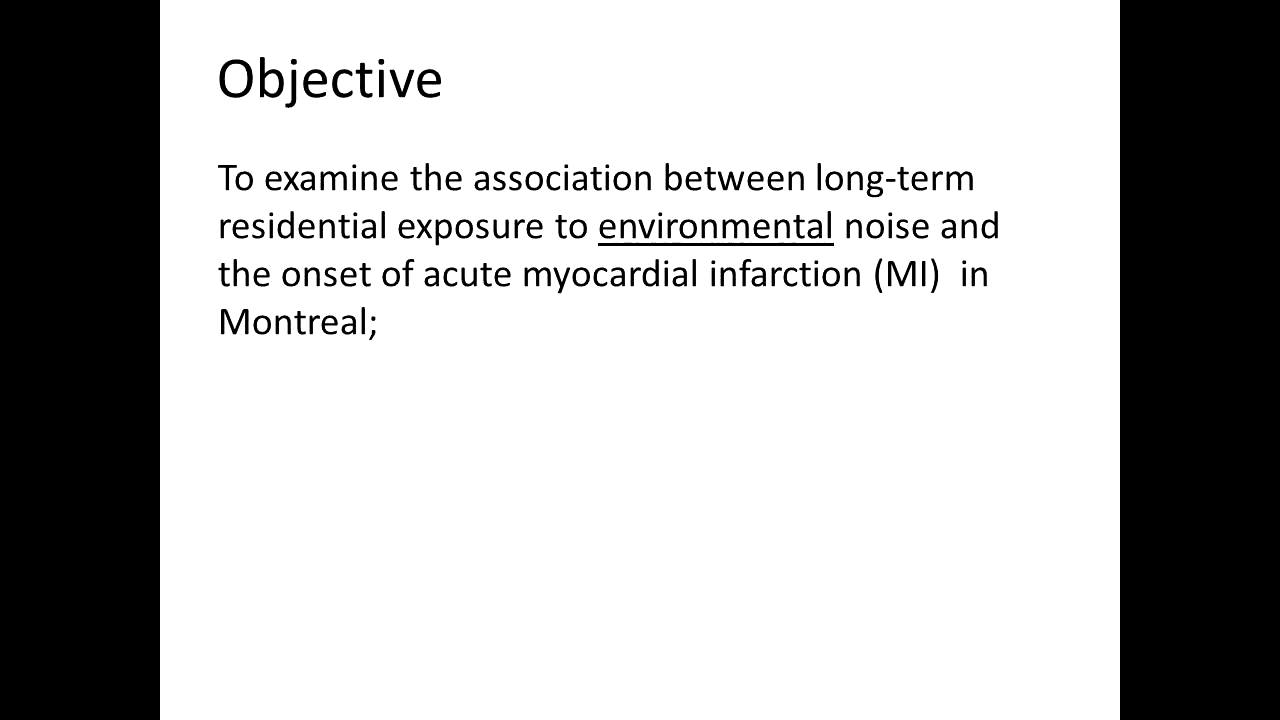 Objective
To examine the association between long-term
residential exposure to environmental noise and
the onset of acute myocardial infarction (MI)  in
Montreal;